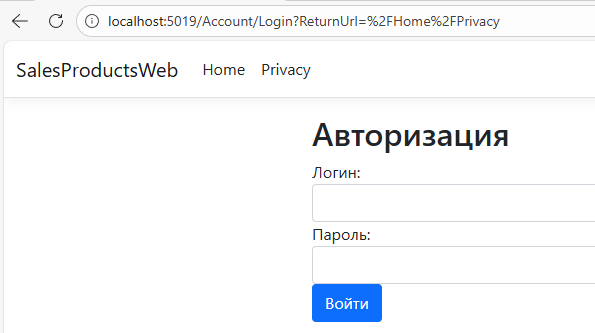 localhost:5019/Account/Login?ReturnUrl=%2FHome%2FPrivacy
SalesProductsWeb Home Privacy
Авторизация
Логин:
Пароль:
Войти